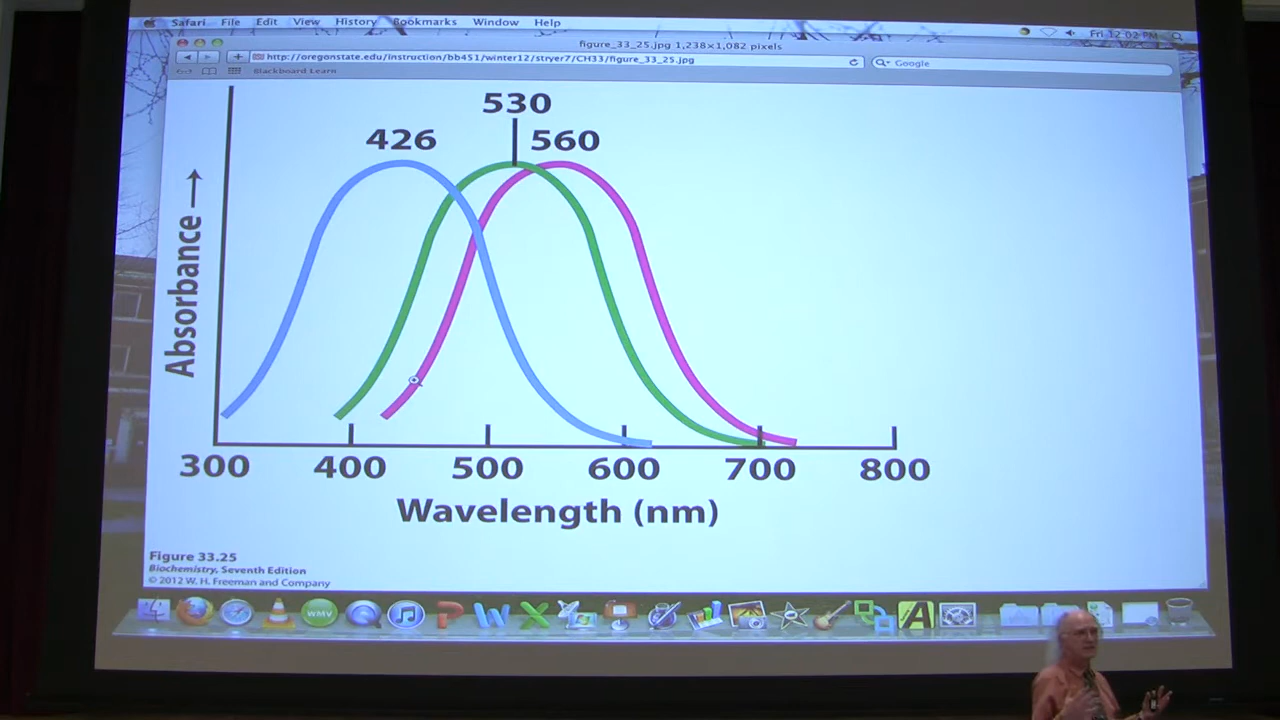 Safari File Edit View History Bookmarks Window Help
Fri 12:02 PM
figure_33_25.jpg 1,238×1,082 pixels
http://oregonstate.edu/instruction/bb451/winter12/stryer7/CH33/figure_33_25.jpg
Google
Blackboard Learn
530
426
560
Absorbance
300 400 500 600 700 800
Wavelength (nm)
Figure 33.25
Biochemistry, Seventh Edition
© 2012 W. H. Freeman and Company
WMV